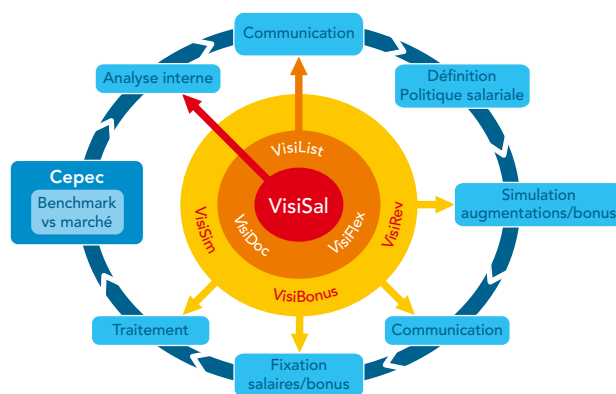 Communication
Analyse interne
Définition
Politique salariale
VisiList
Cepec
Benchmark
vs marché
VisiSal
VisiSim
VisiDoc
VisiFlex
VisiRev
Simulation
augmentations/bonus
VisiBonus
Traitement
Communication
Fixation
salaires/bonus